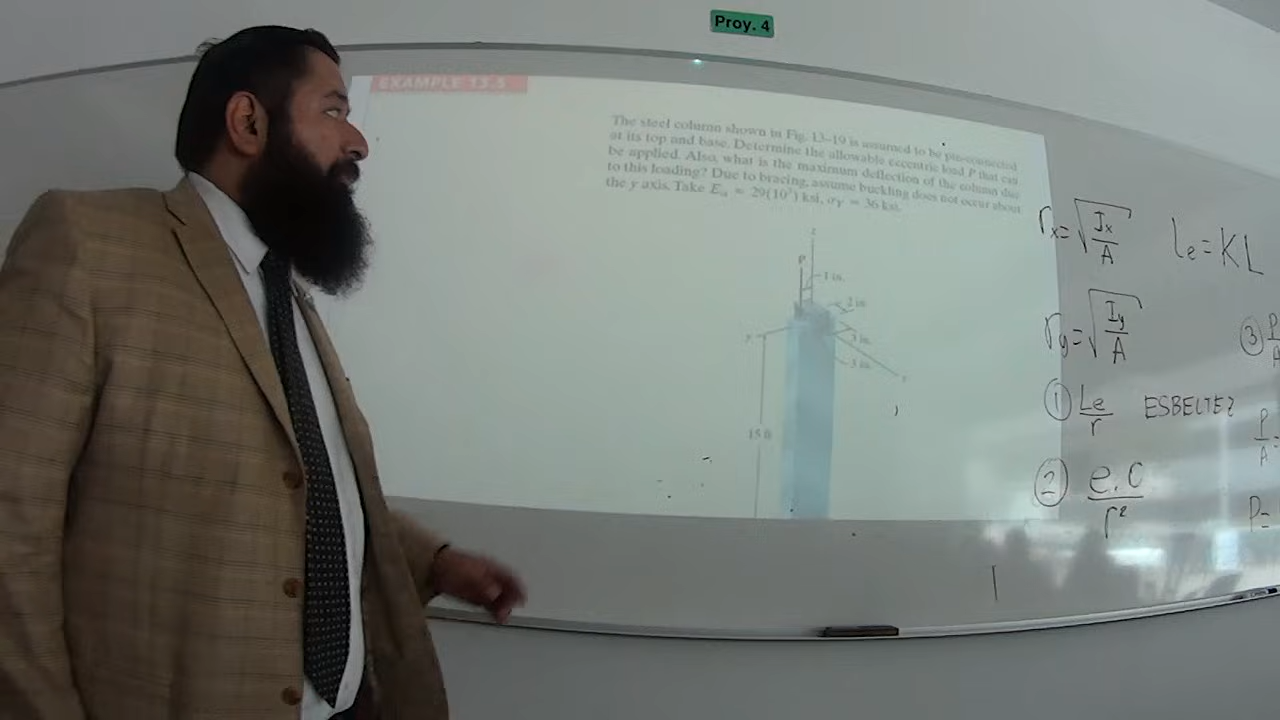 Proy. 4
EXAMPLE 13.5
The steel column shown in Fig. 13–19 is assumed to be pin-connected
at its top and base. Determine the allowable eccentric load P that can
be applied. Also, what is the maximum deflection of the column due
to this loading? Due to bracing, assume buckling does not occur about
the y axis. Take E = 29(10³) ksi, σY = 36 ksi.
z
P
1 in.
2 in.
y
3 in.
3 in.
15 ft
rx = √Ix/A
Le = KL
ry = √Iy/A
① Le/r ESBELTEZ
② e.c/r²
③ P/A
P/A =
P=